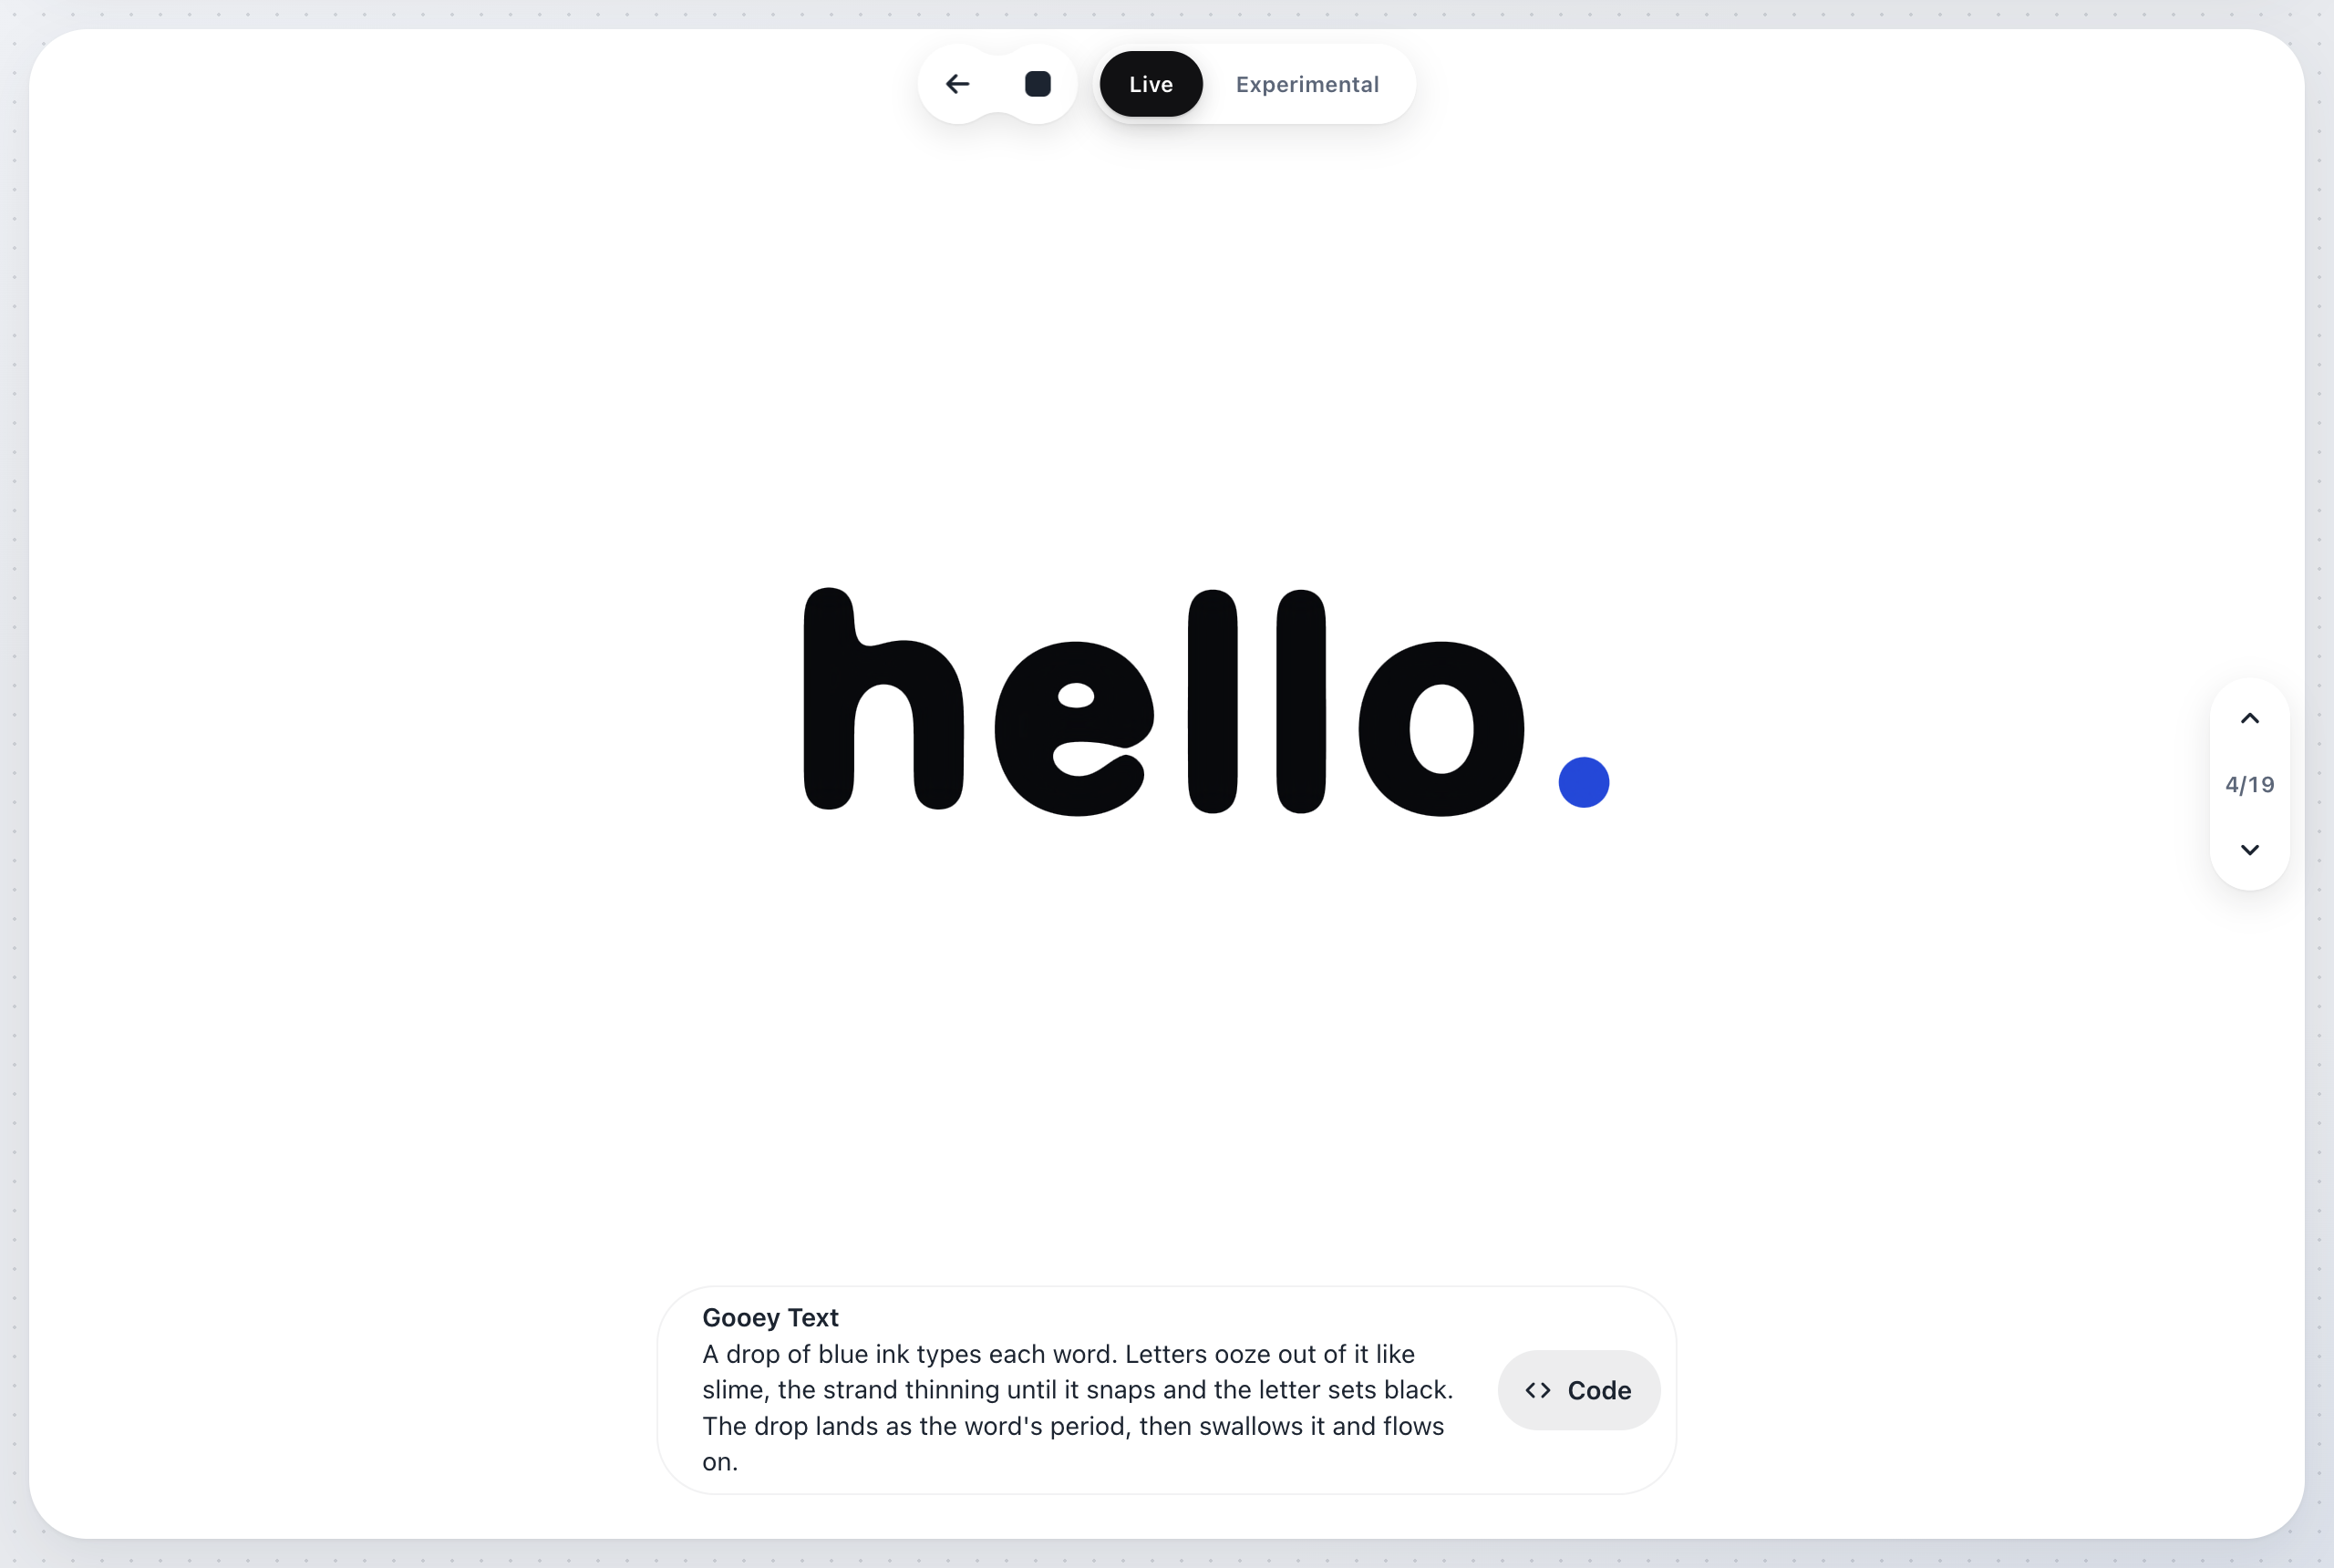 Live
Experimental
hello.
4/19
Gooey Text
A drop of blue ink types each word. Letters ooze out of it like
slime, the strand thinning until it snaps and the letter sets black.
The drop lands as the word's period, then swallows it and flows
on.
<> Code